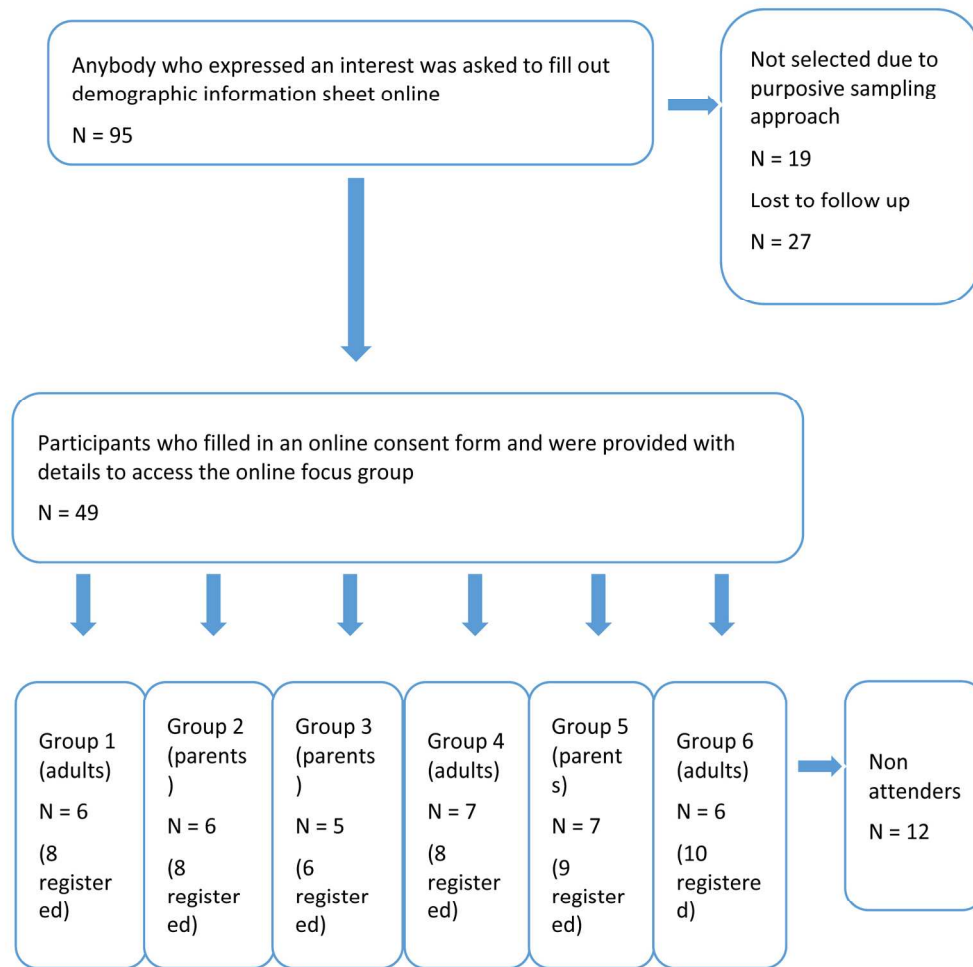 Anybody who expressed an interest was asked to fill out
demographic information sheet online
N = 95
Not selected due to
purposive sampling
approach
N = 19
Lost to follow up
N = 27
Participants who filled in an online consent form and were provided with
details to access the online focus group
N = 49
Group 1
(adults)
N = 6
(8
register
ed)
Group 2
(parents
)
N = 6
(8
register
ed)
Group 3
(parents
)
N = 5
(6
register
ed)
Group 4
(adults)
N = 7
(8
register
ed)
Group 5
(parent
s)
N = 7
(9
register
ed)
Group 6
(adults)
N = 6
(10
registere
d)
Non
attenders
N = 12